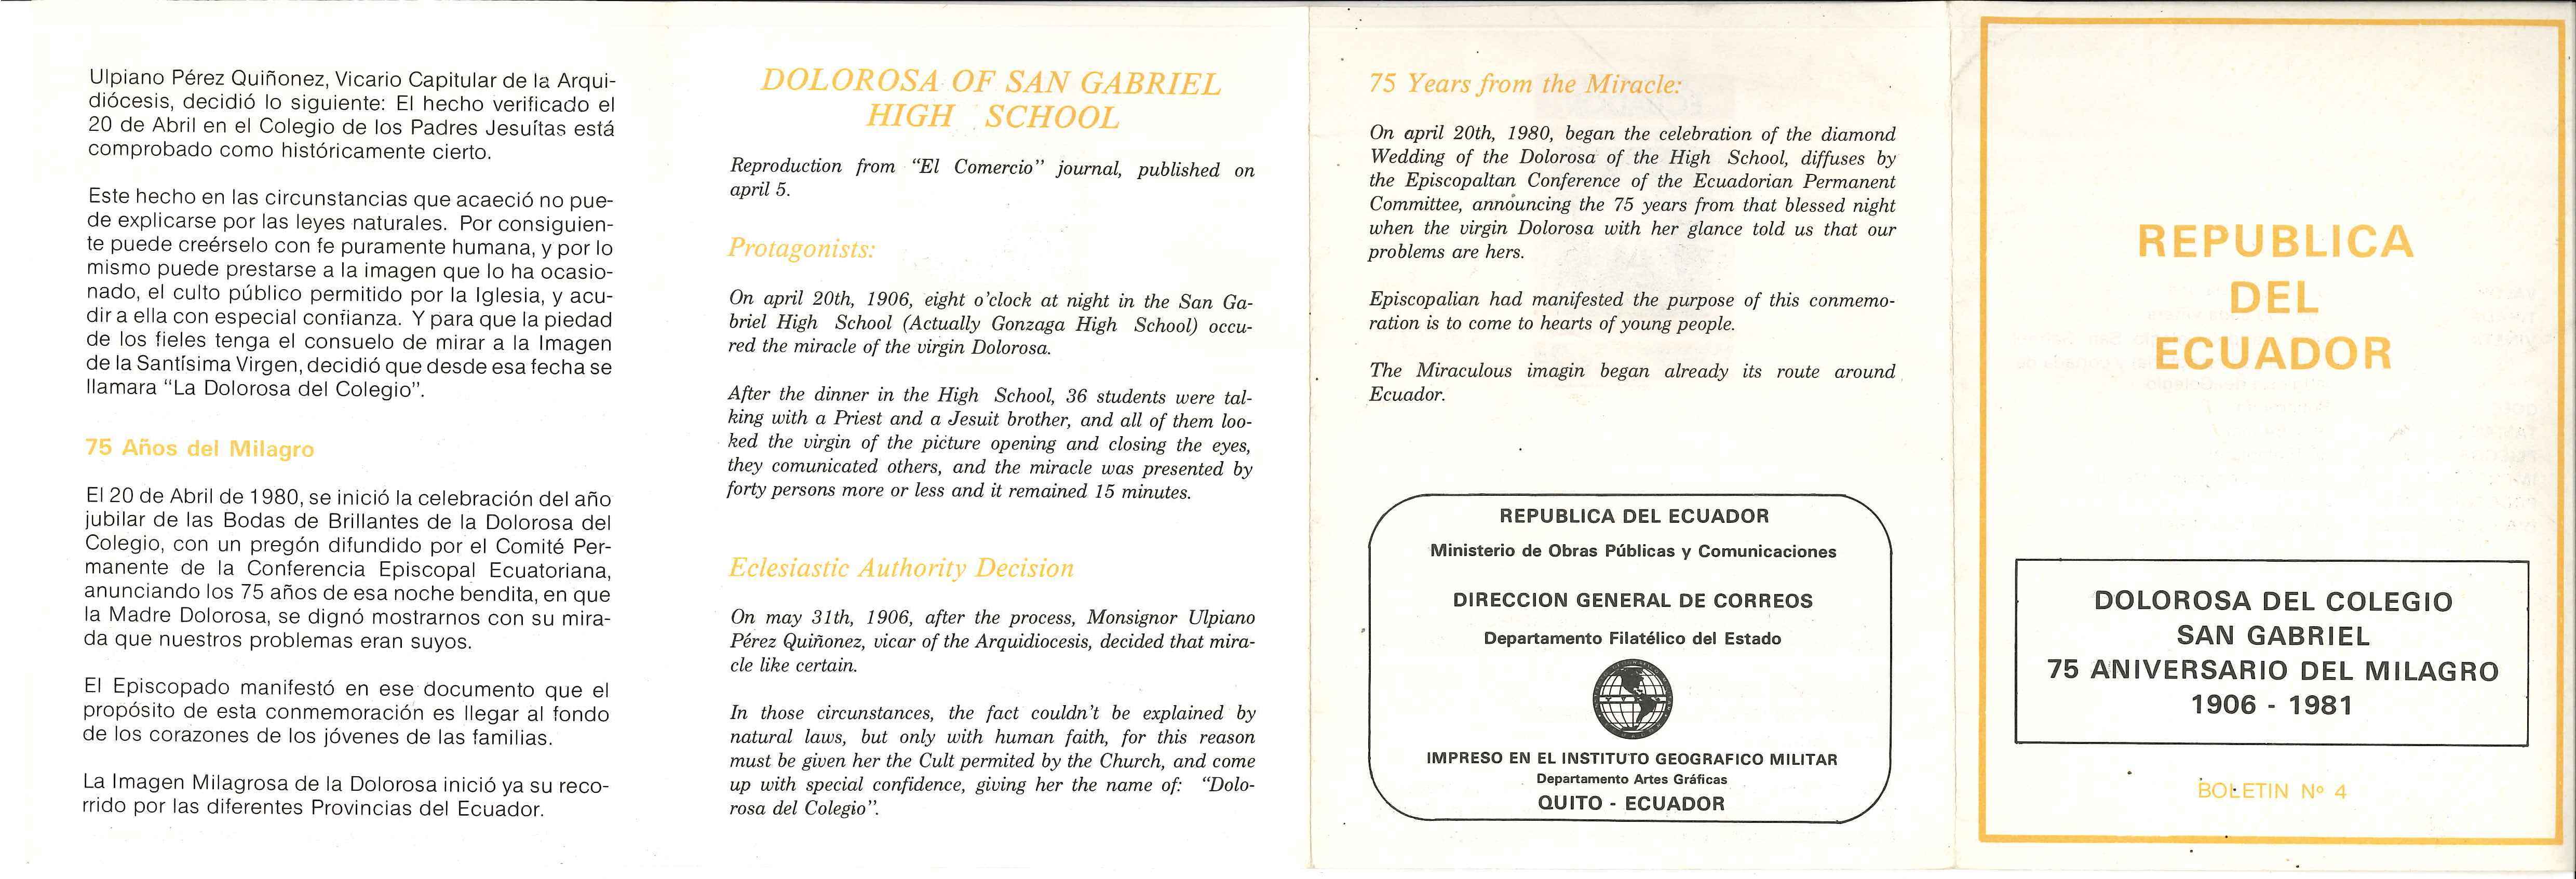 Ulpiano Pérez Quiñonez, Vicario Capitular de la Arqui-
diócesis, decidió lo siguiente: El hecho verificado el
20 de Abril en el Colegio de los Padres Jesuítas está
comprobado como históricamente cierto.
Este hecho en las circunstancias que acaeció no pue-
de explicarse por las leyes naturales. Por consiguien-
te puede creérselo con fe puramente humana, y por lo
mismo puede prestarse a la imagen que lo ha ocasio-
nado, el culto público permitido por la Iglesia, y acu-
dir a ella con especial confianza. Y para que la piedad
de los fieles tenga el consuelo de mirar a la Imagen
de la Santísima Virgen, decidió que desde esa fecha se
llamara "La Dolorosa del Colegio".
75 Años del Milagro
El 20 de Abril de 1980, se inició la celebración del año
jubilar de las Bodas de Brillantes de la Dolorosa del
Colegio, con un pregón difundido por el Comité Per-
manente de la Conferencia Episcopal Ecuatoriana,
anunciando los 75 años de esa noche bendita, en que
la Madre Dolorosa, se dignó mostrarnos con su mira-
da que nuestros problemas eran suyos.
El Episcopado manifestó en ese documento que el
propósito de esta conmemoración es llegar al fondo
de los corazones de los jóvenes de las familias.
La Imagen Milagrosa de la Dolorosa inició ya su reco-
rrido por las diferentes Provincias del Ecuador.
DOLOROSA OF SAN GABRIEL
HIGH SCHOOL
Reproduction from "El Comercio" journal, published on
april 5.
Protagonists:
On april 20th, 1906, eight o'clock at night in the San Ga-
briel High School (Actually Gonzaga High School) occu-
red the miracle of the virgin Dolorosa.
After the dinner in the High School, 36 students were tal-
king with a Priest and a Jesuit brother, and all of them loo-
ked the virgin of the picture opening and closing the eyes,
they comunicated others, and the miracle was presented by
forty persons more or less and it remained 15 minutes.
Eclesiastic Authority Decision
On may 31th, 1906, after the process, Monsignor Ulpiano
Pérez Quiñonez, vicar of the Arquidiocesis, decided that mira-
cle like certain.
In those circumstances, the fact couldn't be explained by
natural laws, but only with human faith, for this reason
must be given her the Cult permited by the Church, and come
up with special confidence, giving her the name of: "Dolo-
rosa del Colegio".
75 Years from the Miracle:
On april 20th, 1980, began the celebration of the diamond
Wedding of the Dolorosa of the High School, diffuses by
the Episcopaltan Conference of the Ecuadorian Permanent
Committee, announcing the 75 years from that blessed night
when the virgin Dolorosa with her glance told us that our
problems are hers.
Episcopalian had manifested the purpose of this conmemo-
ration is to come to hearts of young people.
The Miraculous imagin began already its route around
Ecuador.
REPUBLICA DEL ECUADOR
Ministerio de Obras Públicas y Comunicaciones
DIRECCION GENERAL DE CORREOS
Departamento Filatélico del Estado
IMPRESO EN EL INSTITUTO GEOGRAFICO MILITAR
Departamento Artes Gráficas
QUITO - ECUADOR
REPUBLICA
DEL
ECUADOR
DOLOROSA DEL COLEGIO
SAN GABRIEL
75 ANIVERSARIO DEL MILAGRO
1906 - 1981
BOLETIN Nº 4